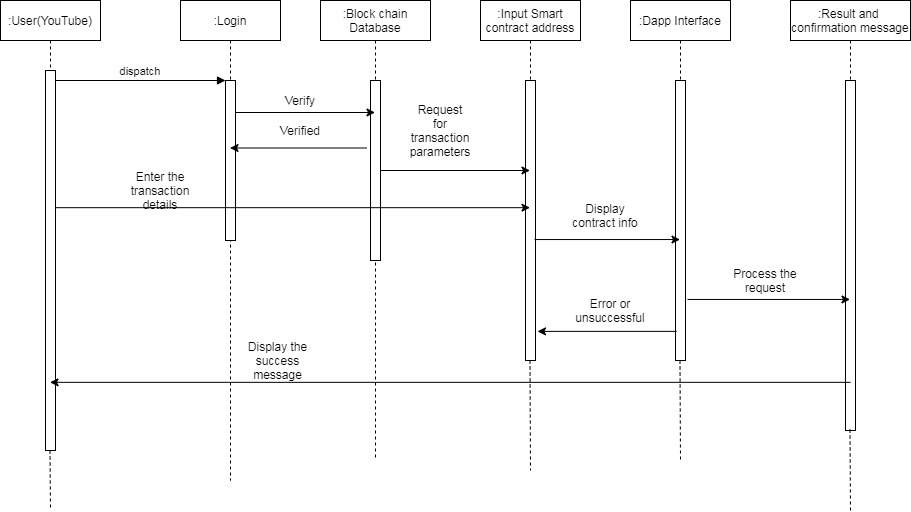 :User(YouTube)
:Login
:Block chain
Database
:Input Smart
contract address
:Dapp Interface
:Result and
confirmation message
dispatch
Verify
Verified
Request
for
transaction
parameters
Enter the
transaction
details
Display
contract info
Process the
request
Error or
unsuccessful
Display the
success
message